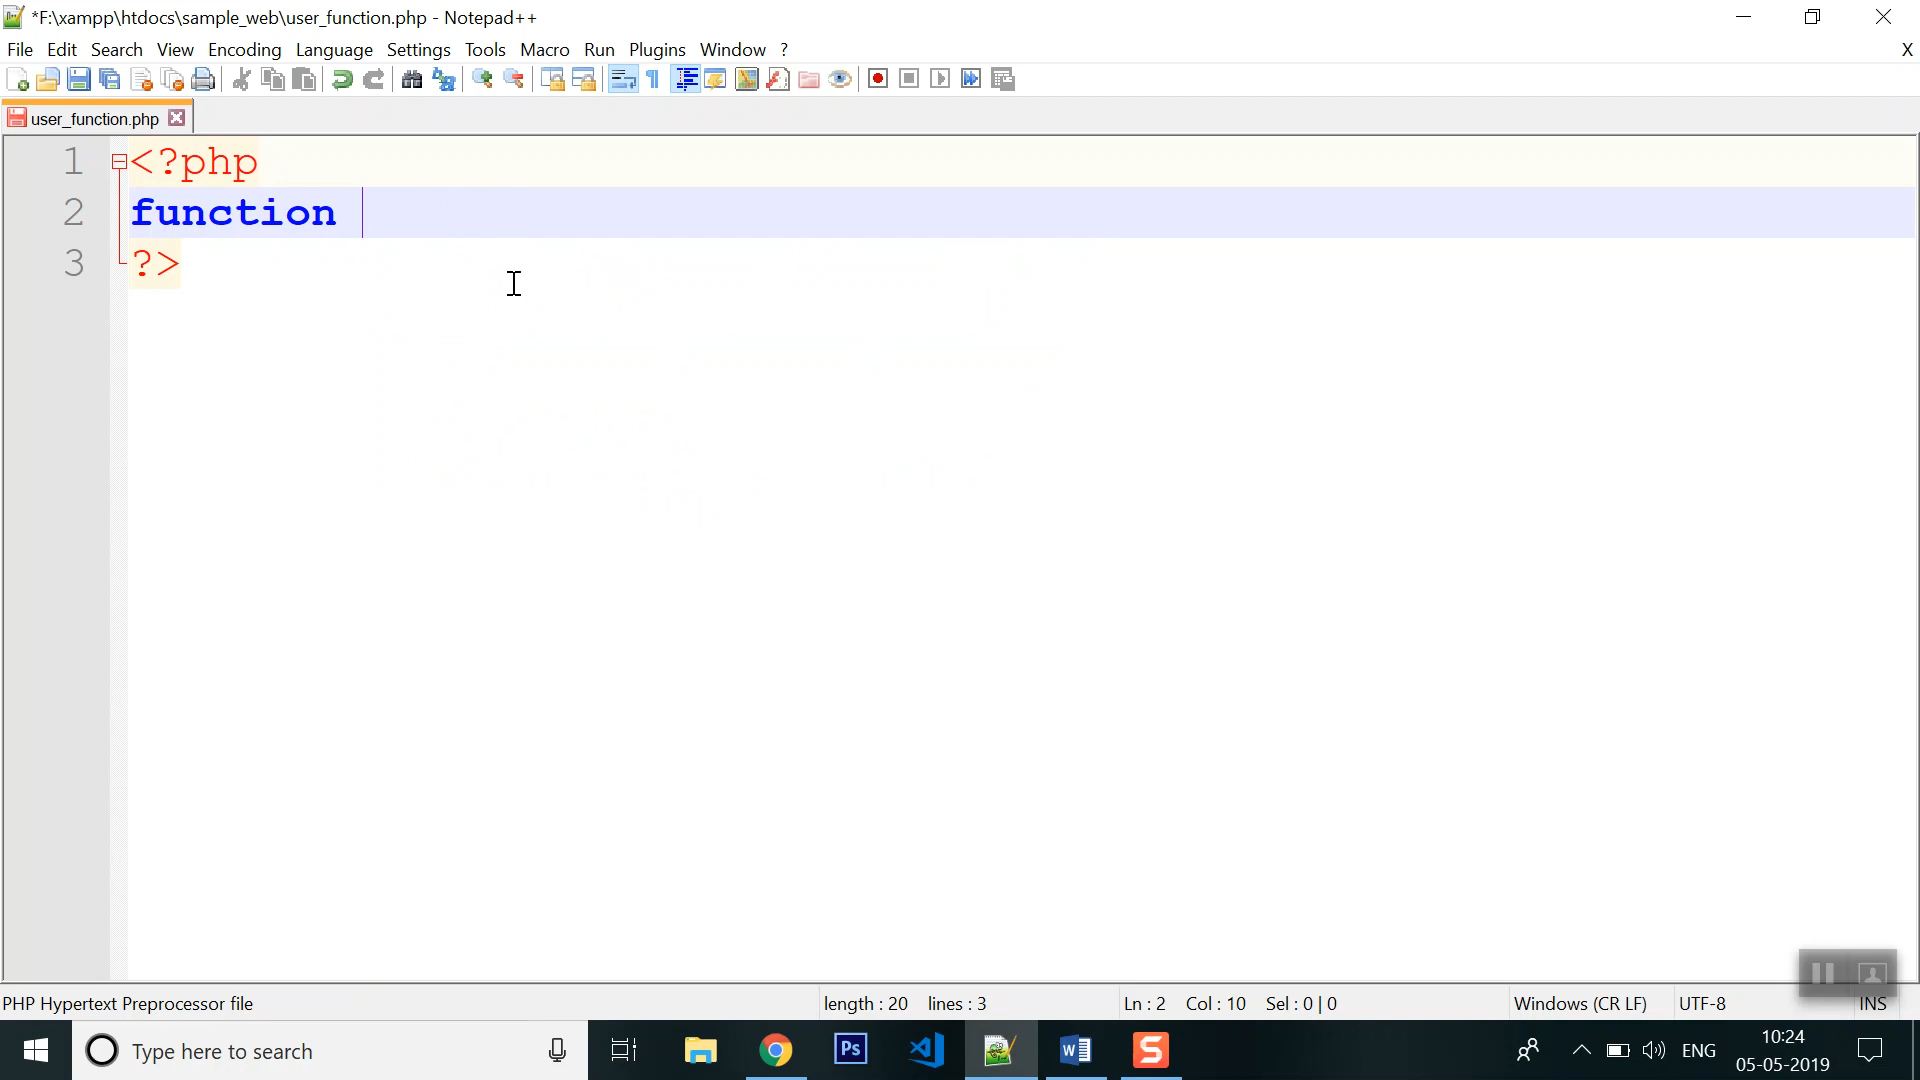 *F:\xampp\htdocs\sample_web\user_function.php - Notepad++
File Edit Search View Encoding Language Settings Tools Macro Run Plugins Window ? X
user_function.php
1 <?php
2 function
3 ?>
PHP Hypertext Preprocessor file length : 20 lines : 3 Ln : 2 Col : 10 Sel : 0 | 0 Windows (CR LF) UTF-8 INS
Type here to search Ps W S ENG 10:24
05-05-2019